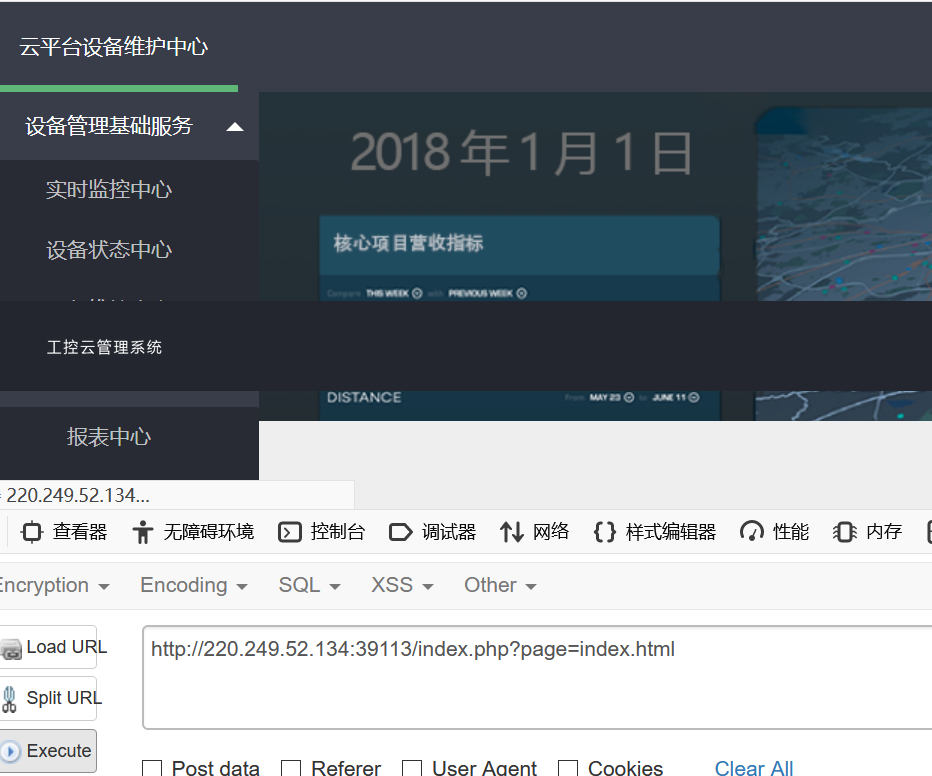 云平台设备维护中心
设备管理基础服务
2018年1月1日
实时监控中心
核心项目营收指标
设备状态中心
Compare THIS WEEK with PREVIOUS WEEK
工控云管理系统
DISTANCE
From MAY 23 to JUNE 11
报表中心
220.249.52.134...
查看器 无障碍环境 控制台 调试器 网络 样式编辑器 性能 内存
Encryption Encoding SQL XSS Other
Load URL
http://220.249.52.134:39113/index.php?page=index.html
Split URL
Execute
Post data Referer User Agent Cookies Clear All